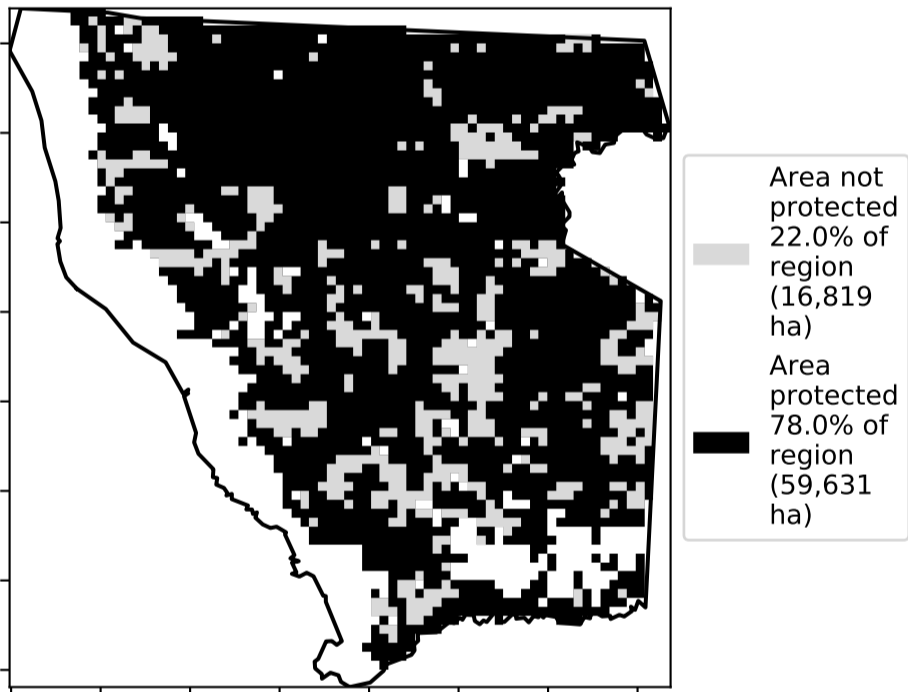 Area not
protected
22.0% of
region
(16,819
ha)
Area
protected
78.0% of
region
(59,631
ha)